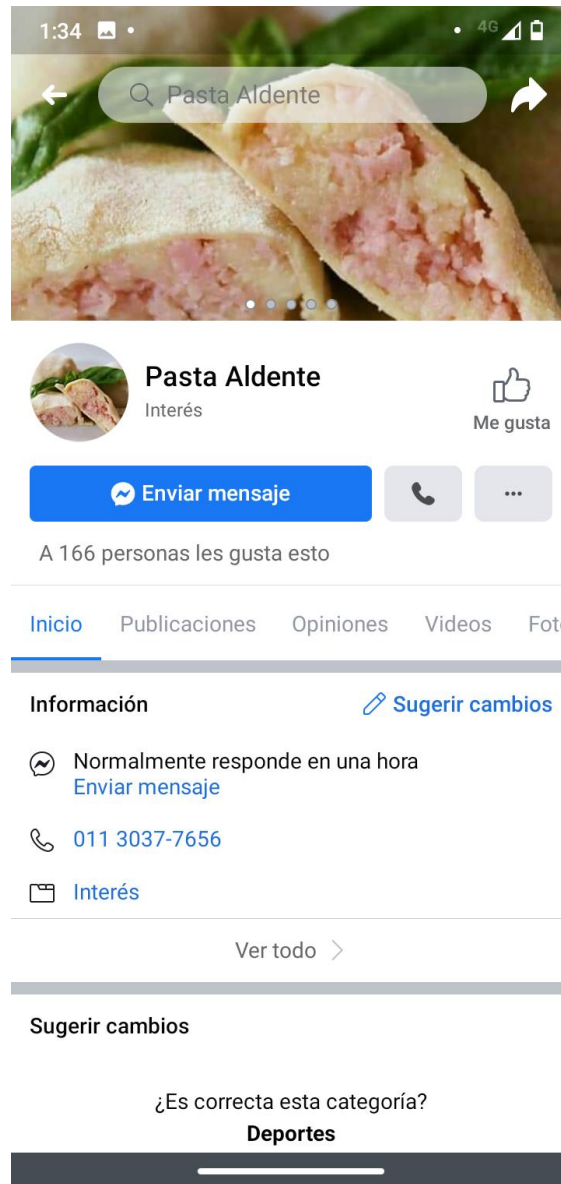 1:34
4G
Pasta Aldente
Pasta Aldente
Interés
Me gusta
Enviar mensaje
A 166 personas les gusta esto
Inicio Publicaciones Opiniones Videos Fot
Información Sugerir cambios
Normalmente responde en una hora
Enviar mensaje
011 3037-7656
Interés
Ver todo
Sugerir cambios
¿Es correcta esta categoría?
Deportes